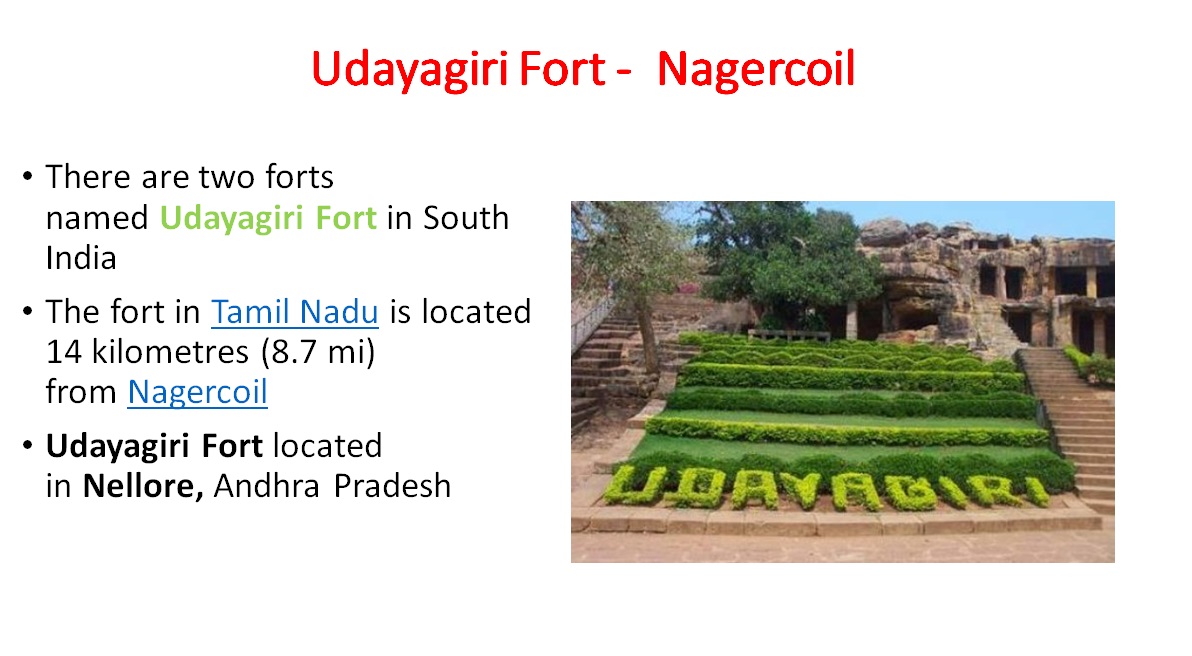 Udayagiri Fort -  Nagercoil
• There are two forts
named Udayagiri Fort in South
India
• The fort in Tamil Nadu is located
14 kilometres (8.7 mi)
from Nagercoil
• Udayagiri Fort located
in Nellore, Andhra Pradesh
UDAYAGIRI